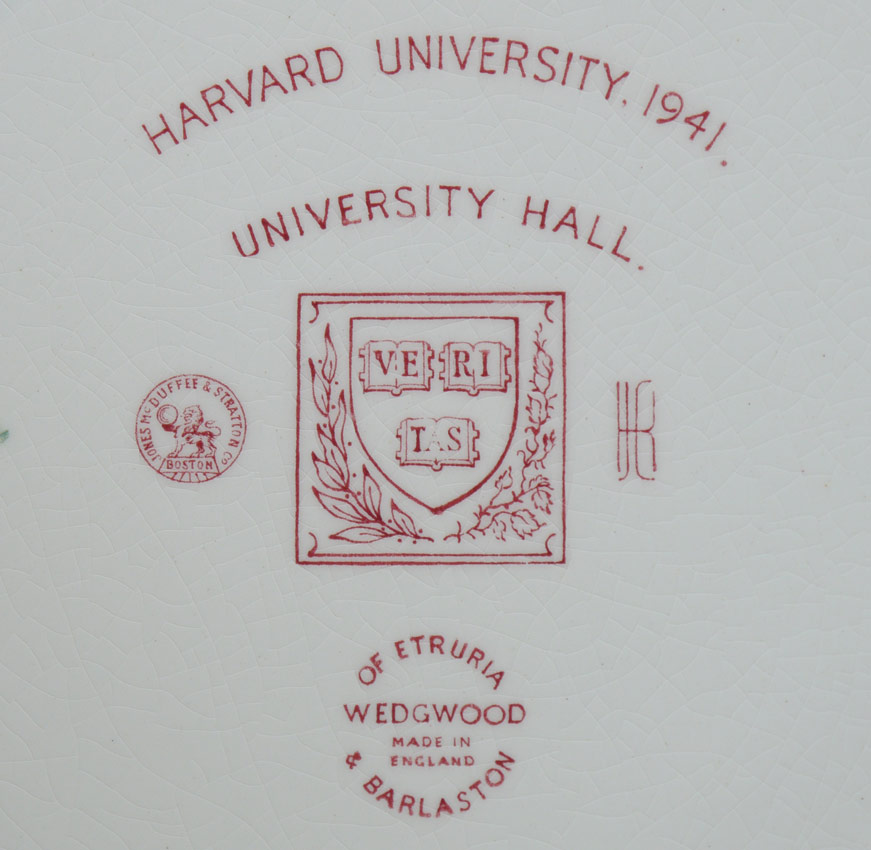 HARVARD UNIVERSITY, 1941.
UNIVERSITY HALL.
VE RI
TAS
JONES McDUFFEE & STRATTON Co
BOSTON
OF ETRURIA
WEDGWOOD
MADE IN
ENGLAND
& BARLASTON